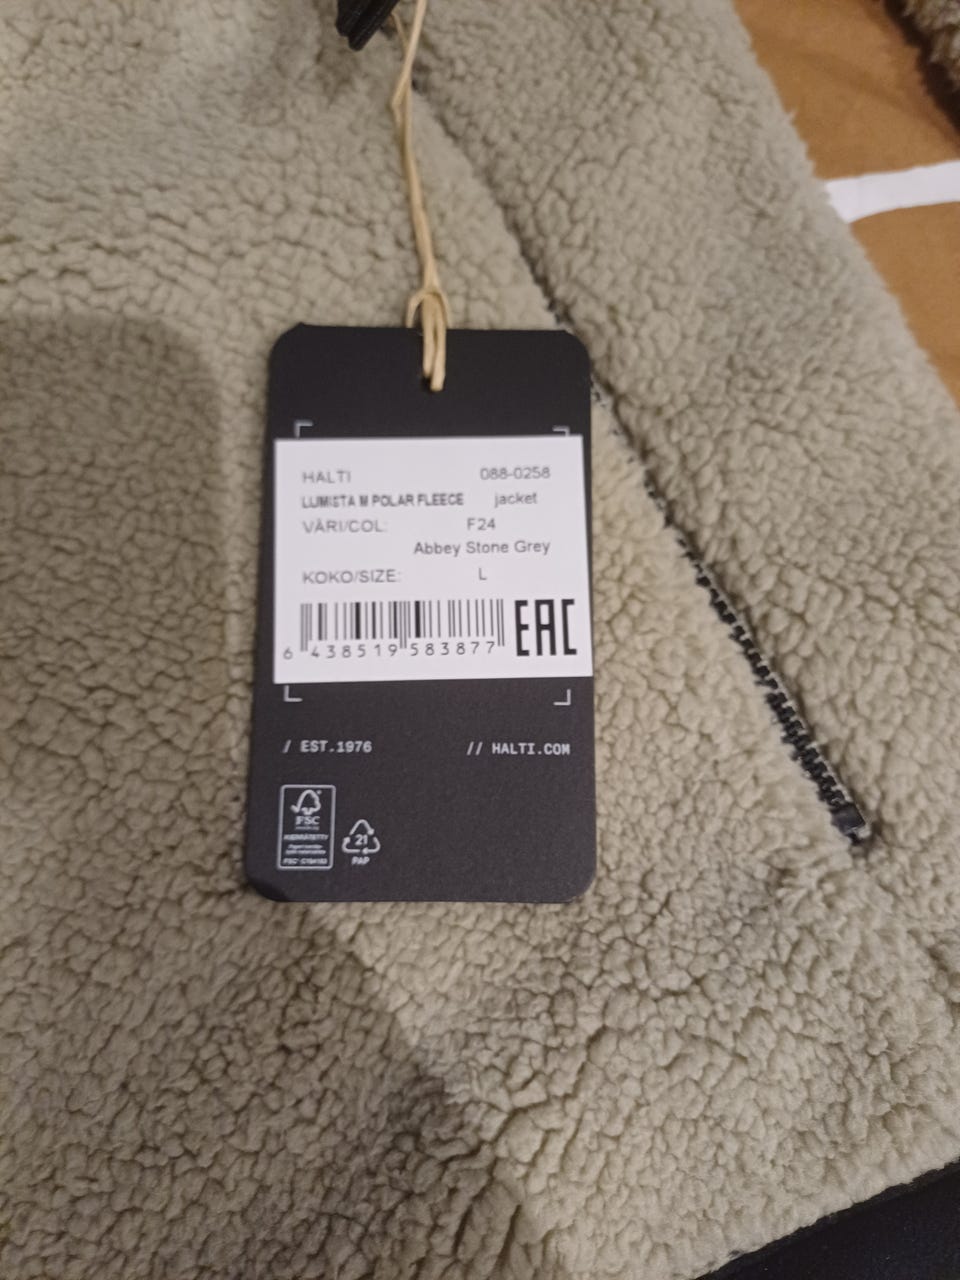 HALTI 088-0258
LUMISTA M POLAR FLEECE jacket
VÄRI/COL: F24
Abbey Stone Grey
KOKO/SIZE: L
6 438519 583877 EAC
/ EST.1976 // HALTI.COM
FSC
21
PAP